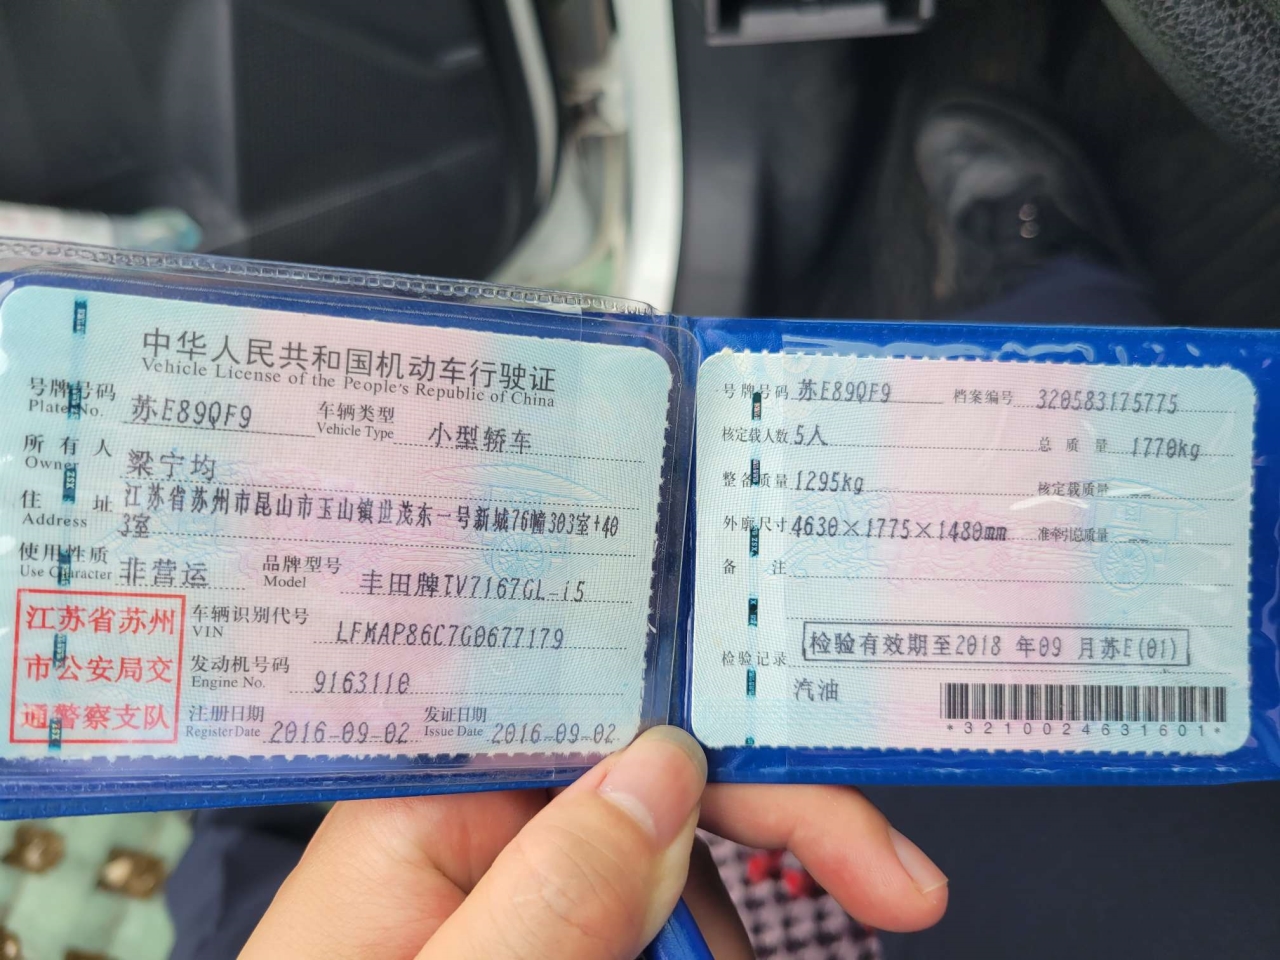 中华人民共和国机动车行驶证
Vehicle License of the People's Republic of China
号牌号码 苏E89QF9 车辆类型 小型轿车
Plate No. Vehicle Type
所有人 梁宁均
Owner
住址 江苏省苏州市昆山市玉山镇世茂东一号新城76幢303室+40
Address 3室
使用性质 非营运 品牌型号 丰田牌TV7167GL-i5
Use Character Model
江苏省苏州
市公安局交
通警察支队
车辆识别代号 LFMAP86C7G0677179
VIN
发动机号码 9163110
Engine No.
注册日期 2016-09-02 发证日期 2016-09-02
Register Date Issue Date
号牌号码 苏E89QF9 档案编号 320583175775
核定载人数 5人 总质量 1770kg
整备质量 1295kg 核定载质量 --
外廓尺寸 4630×1775×1480mm 准牵引总质量 --
备注
检验记录 检验有效期至2018 年09 月苏E(01)
汽油
*3210024631601*